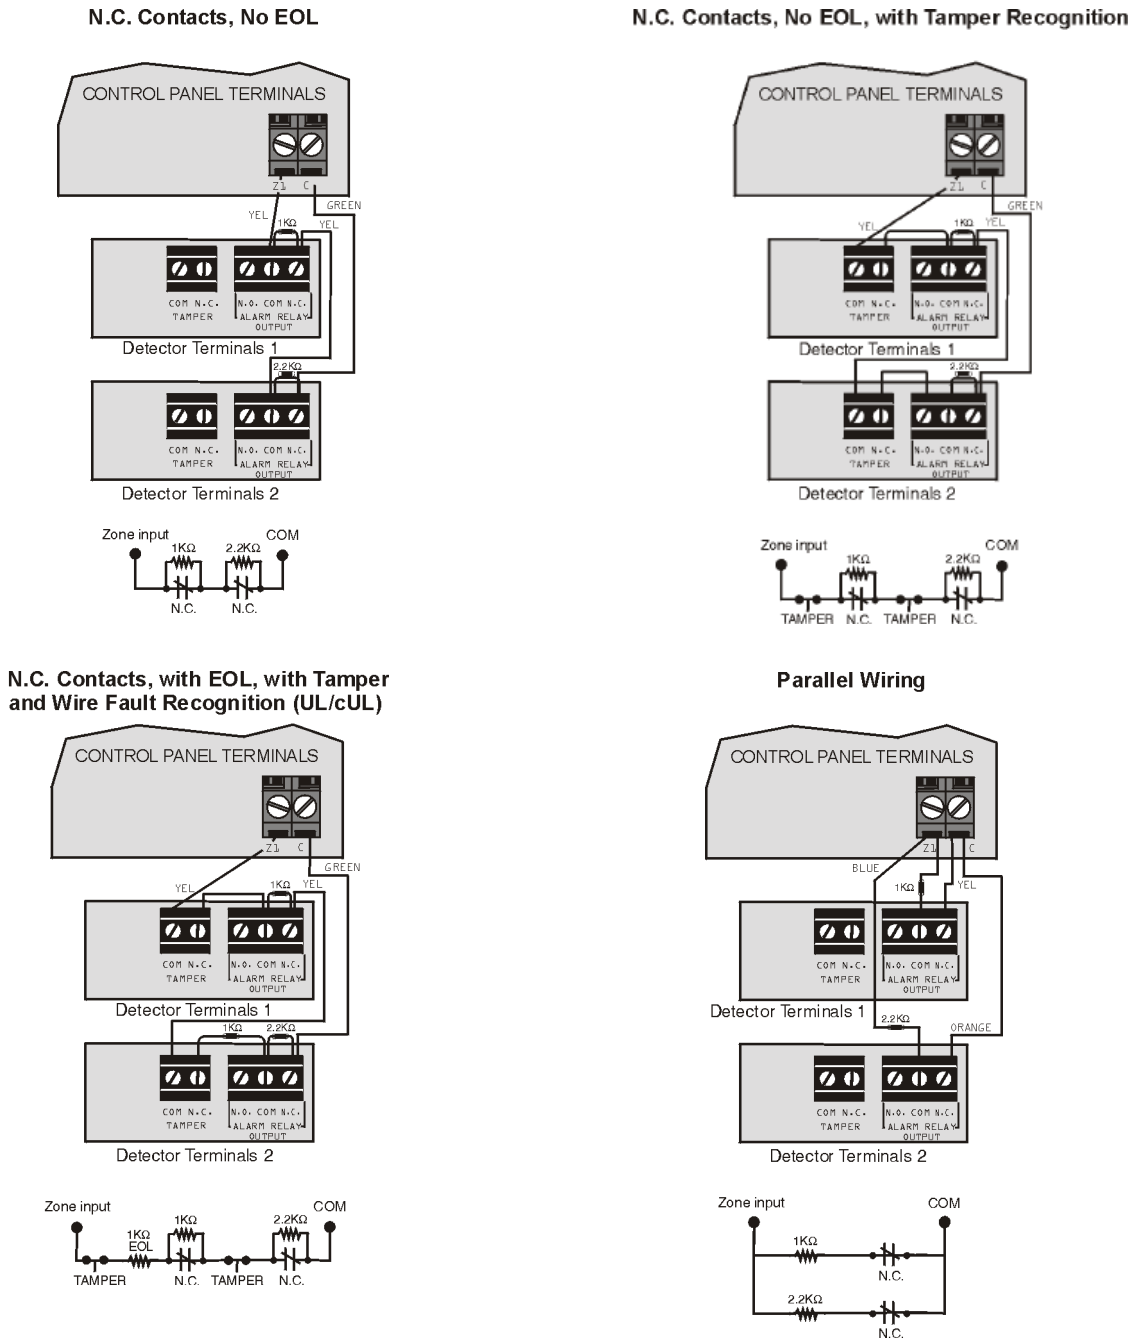 N.C. Contacts, No EOL
CONTROL PANEL TERMINALS
Z1 C
GREEN
YEL
1KΩ
YEL
COM N.C. N.O. COM N.C.
TAMPER ALARM RELAY
OUTPUT
Detector Terminals 1
2.2KΩ
COM N.C. N.O. COM N.C.
TAMPER ALARM RELAY
OUTPUT
Detector Terminals 2
Zone input COM
1KΩ 2.2KΩ
N.C. N.C.
N.C. Contacts, No EOL, with Tamper Recognition
CONTROL PANEL TERMINALS
Z1 C
GREEN
YEL 1KΩ YEL
COM N.C. N.O. COM N.C.
TAMPER ALARM RELAY
OUTPUT
Detector Terminals 1
2.2KΩ
COM N.C. N.O. COM N.C.
TAMPER ALARM RELAY
OUTPUT
Detector Terminals 2
Zone input COM
1KΩ 2.2KΩ
TAMPER N.C. TAMPER N.C.
N.C. Contacts, with EOL, with Tamper
and Wire Fault Recognition (UL/cUL)
CONTROL PANEL TERMINALS
Z1 C
GREEN
YEL 1KΩ YEL
COM N.C. N.O. COM N.C.
TAMPER ALARM RELAY
OUTPUT
Detector Terminals 1
1KΩ 2.2KΩ
COM N.C. N.O. COM N.C.
TAMPER ALARM RELAY
OUTPUT
Detector Terminals 2
Zone input COM
1KΩ 2.2KΩ
1KΩ
EOL
TAMPER N.C. TAMPER N.C.
Parallel Wiring
CONTROL PANEL TERMINALS
Z1 C
BLUE
1KΩ YEL
COM N.C. N.O. COM N.C.
TAMPER ALARM RELAY
OUTPUT
Detector Terminals 1
2.2KΩ
ORANGE
COM N.C. N.O. COM N.C.
TAMPER ALARM RELAY
OUTPUT
Detector Terminals 2
Zone input COM
1KΩ
N.C.
2.2KΩ
N.C.